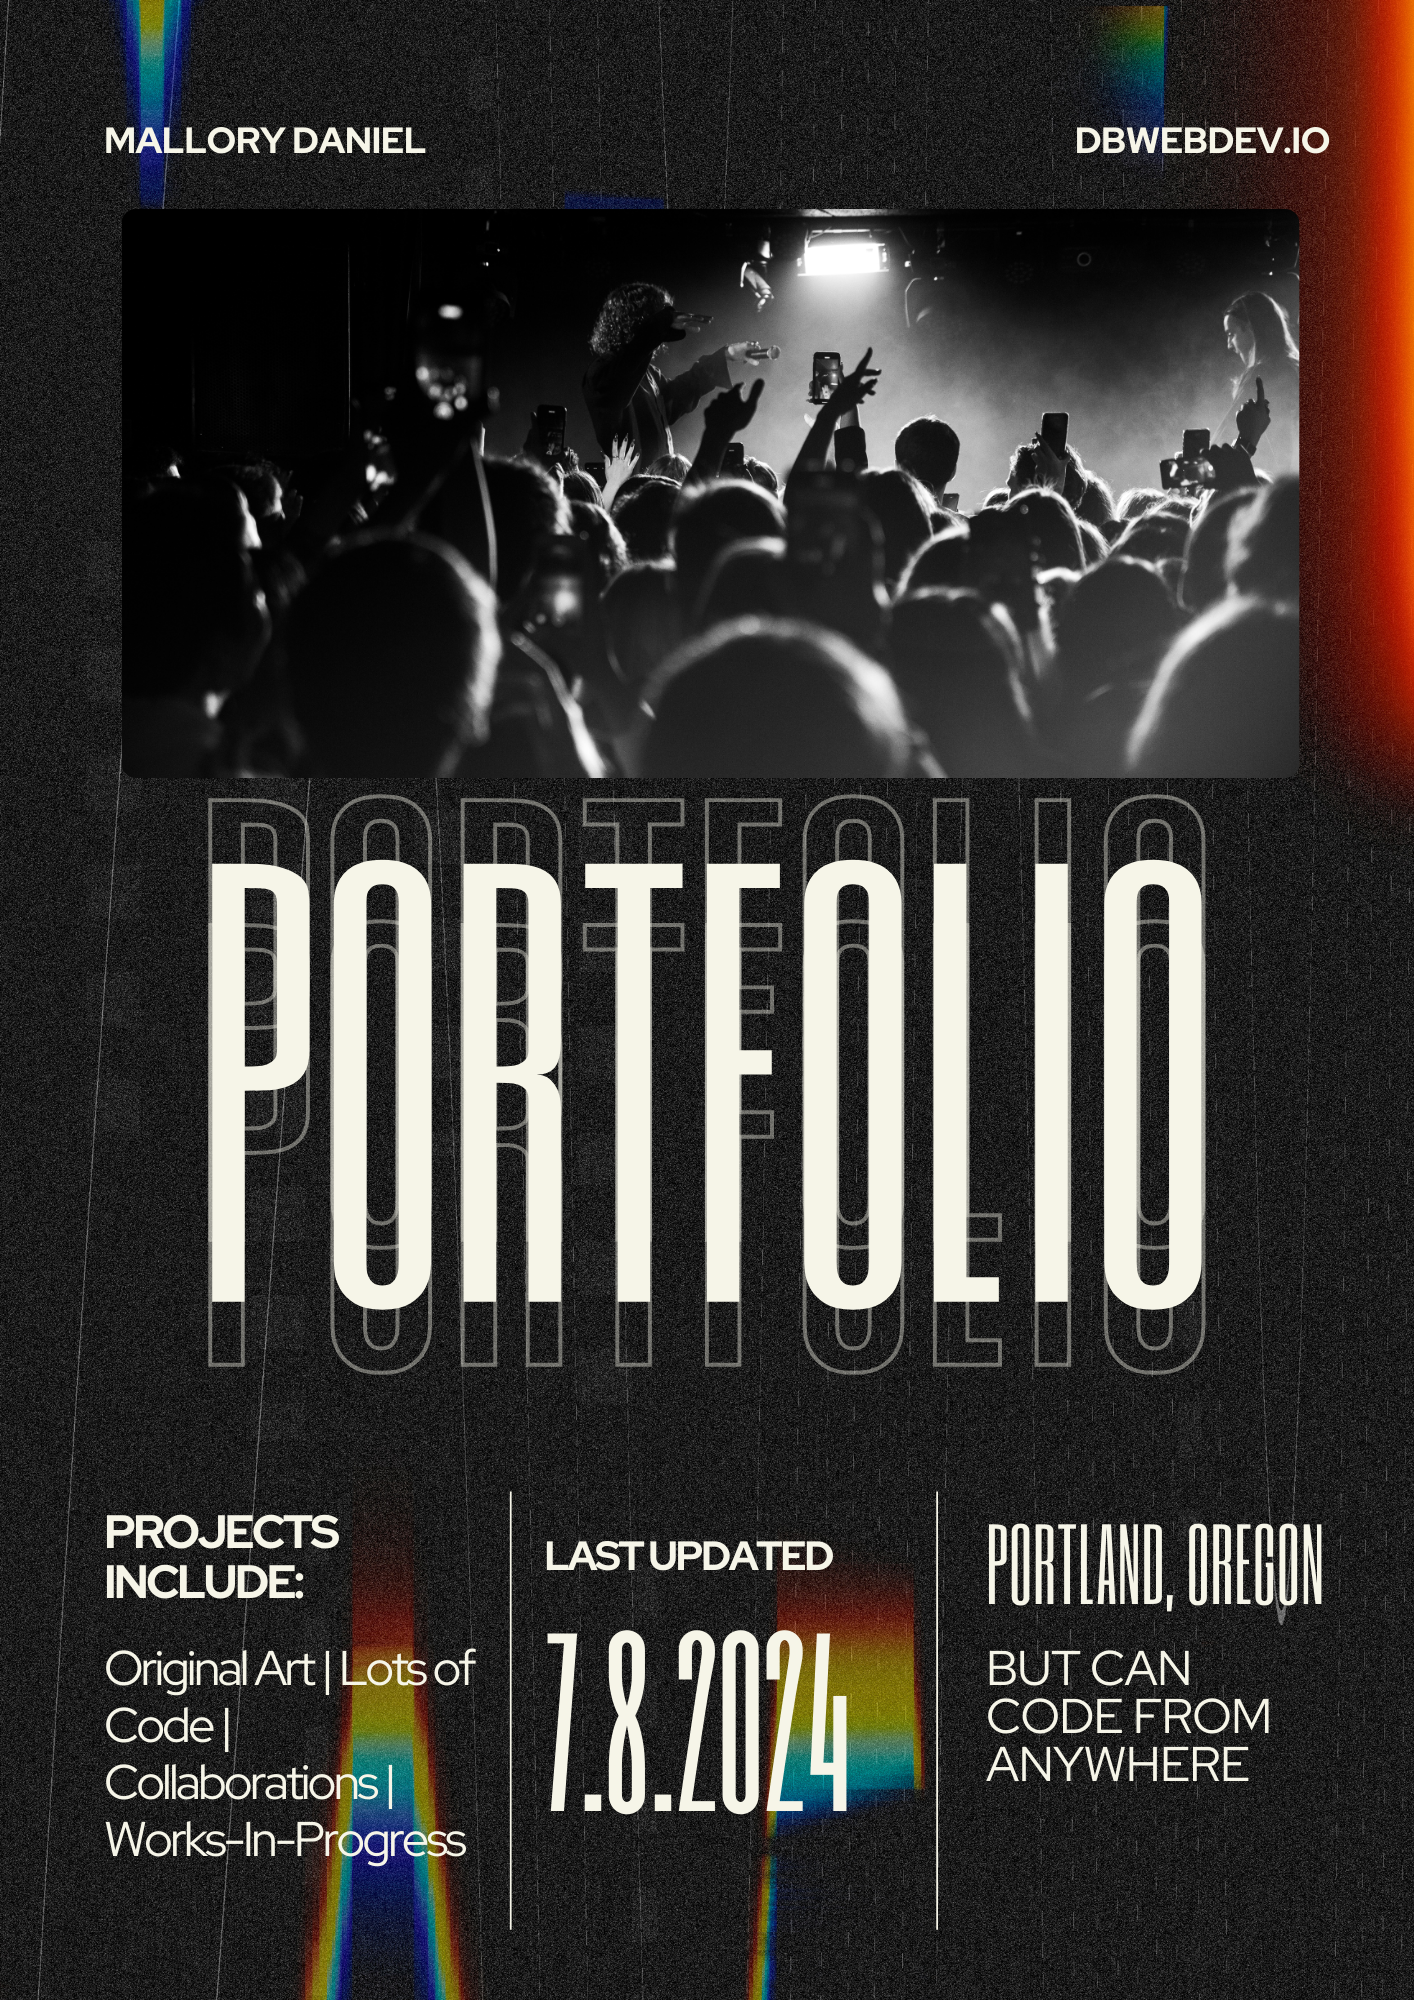 MALLORY DANIEL
DBWEBDEV.IO
PORTFOLIO
PROJECTS
INCLUDE:
Original Art | Lots of
Code |
Collaborations |
Works-In-Progress
LAST UPDATED
7.8.2024
PORTLAND, OREGON
BUT CAN
CODE FROM
ANYWHERE